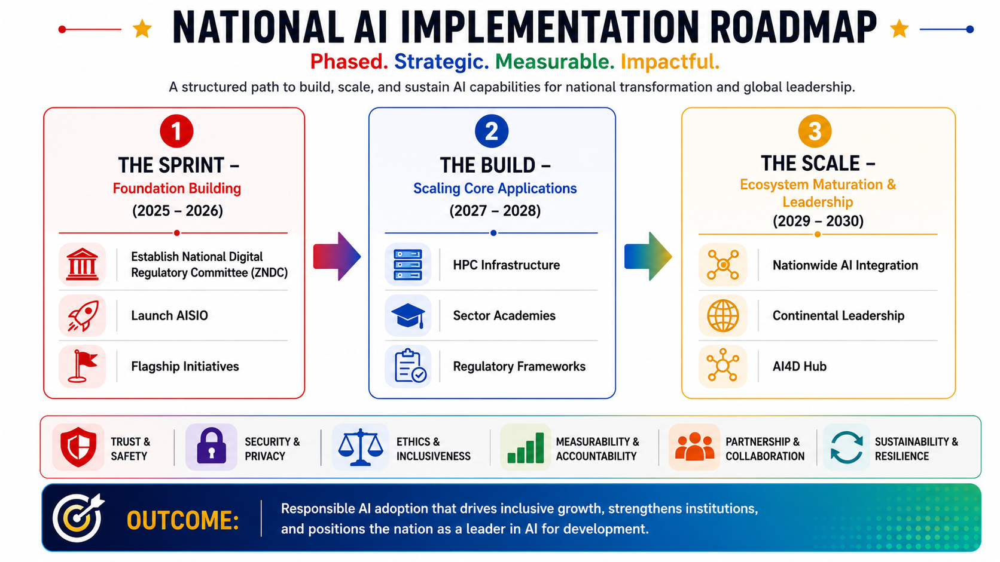 NATIONAL AI IMPLEMENTATION ROADMAP
Phased. Strategic. Measurable. Impactful.
A structured path to build, scale, and sustain AI capabilities for national transformation and global leadership.
1
THE SPRINT –
Foundation Building
(2025 – 2026)
Establish National Digital
Regulatory Committee (ZNDC)
Launch AISIO
Flagship Initiatives
2
THE BUILD –
Scaling Core Applications
(2027 – 2028)
HPC Infrastructure
Sector Academies
Regulatory Frameworks
3
THE SCALE –
Ecosystem Maturation &
Leadership
(2029 – 2030)
Nationwide AI Integration
Continental Leadership
AI4D Hub
TRUST &
SAFETY
SECURITY &
PRIVACY
ETHICS &
INCLUSIVENESS
MEASURABILITY &
ACCOUNTABILITY
PARTNERSHIP &
COLLABORATION
SUSTAINABILITY &
RESILIENCE
OUTCOME:
Responsible AI adoption that drives inclusive growth, strengthens institutions,
and positions the nation as a leader in AI for development.